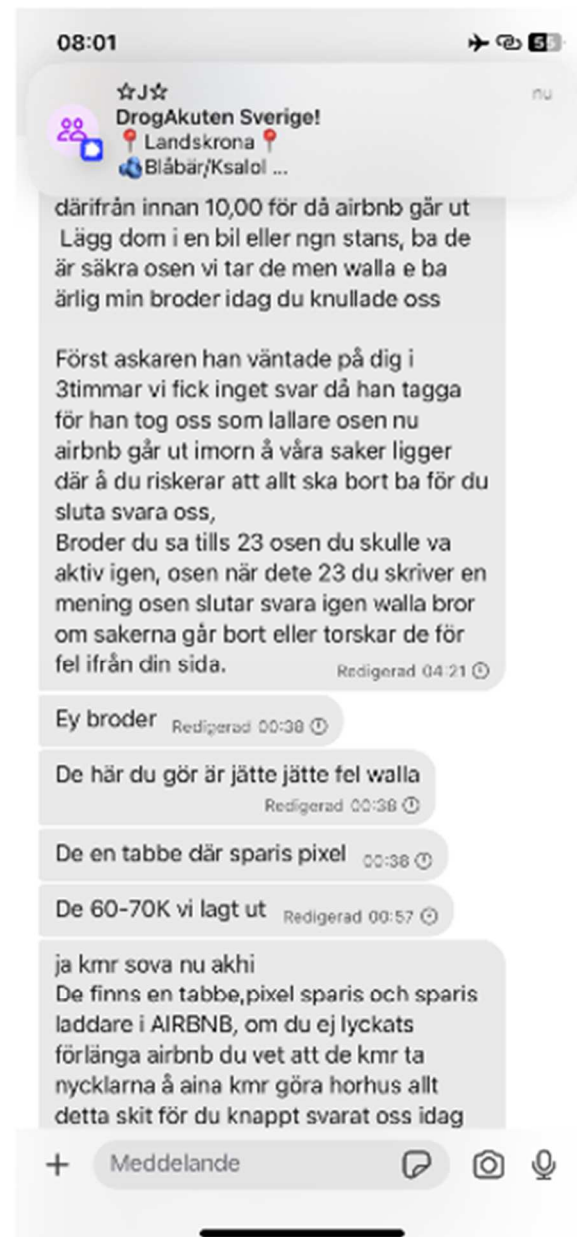 08:01
55
☆J☆
nu
DrogAkuten Sverige!
📍Landskrona📍
🫐Blåbär/Ksalol ...
därifrån innan 10,00 för då airbnb går ut
Lägg dom i en bil eller ngn stans, ba de
är säkra osen vi tar de men walla e ba
ärlig min broder idag du knullade oss
Först askaren han väntade på dig i
3timmar vi fick inget svar då han tagga
för han tog oss som lallare osen nu
airbnb går ut imorn å våra saker ligger
där å du riskerar att allt ska bort ba för du
sluta svara oss,
Broder du sa tills 23 osen du skulle va
aktiv igen, osen när dete 23 du skriver en
mening osen slutar svara igen walla bror
om sakerna går bort eller torskar de för
fel ifrån din sida.
Redigerad 04:21
Ey broder
Redigerad 00:38
De här du gör är jätte jätte fel walla
Redigerad 00:38
De en tabbe där sparis pixel
00:38
De 60-70K vi lagt ut
Redigerad 00:57
ja kmr sova nu akhi
De finns en tabbe,pixel sparis och sparis
laddare i AIRBNB, om du ej lyckats
förlänga airbnb du vet att de kmr ta
nycklarna å aina kmr göra horhus allt
detta skit för du knappt svarat oss idag
Meddelande